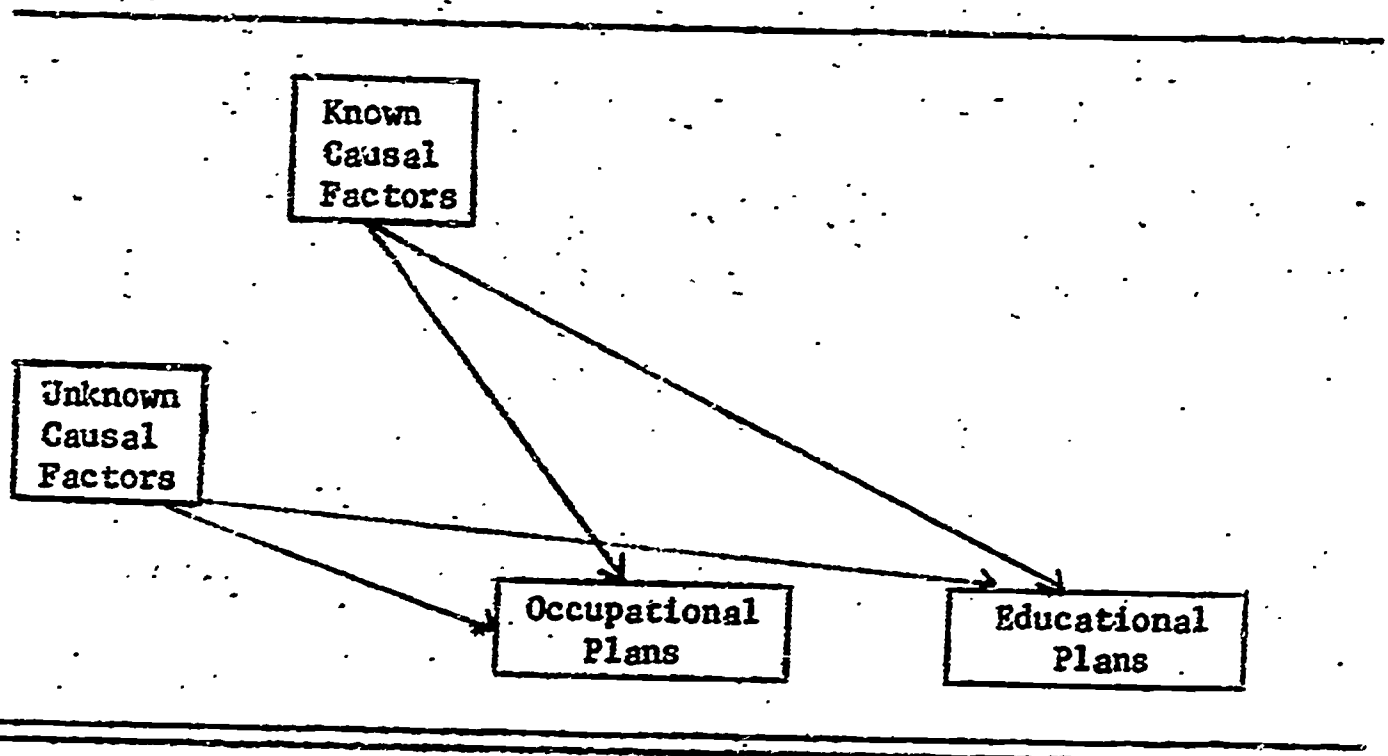 Known
Causal
Factors
Unknown
Causal
Factors
Occupational
Plans
Educational
Plans